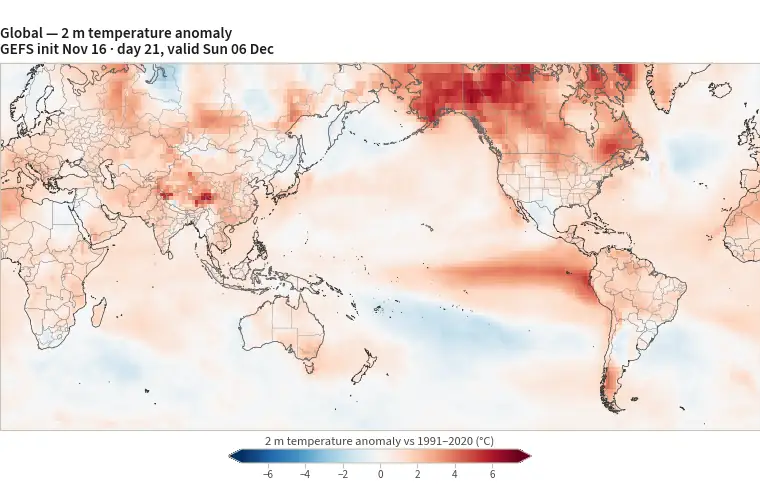 Global — 2 m temperature anomaly
GEFS init Nov 16 · day 21, valid Sun 06 Dec
2 m temperature anomaly vs 1991–2020 (°C)
−6 −4 −2 0 2 4 6